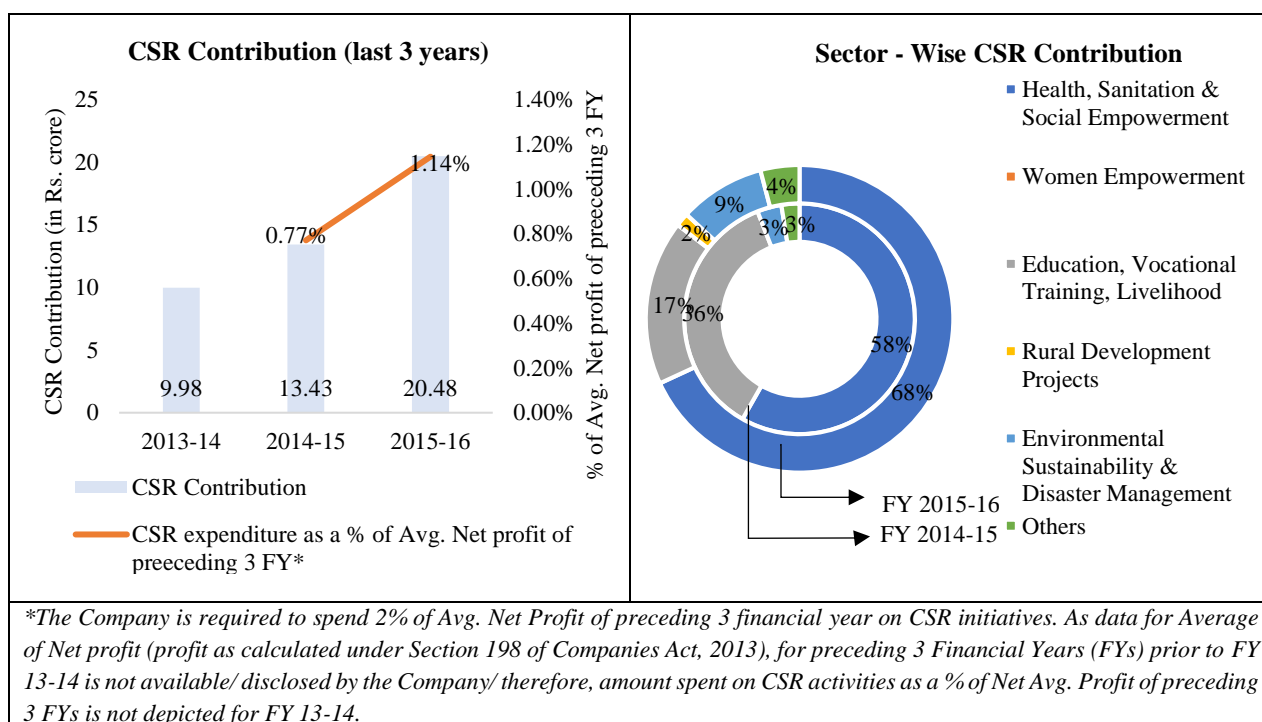 CSR Contribution (last 3 years)
CSR Contribution (in Rs. crore)
25
20
15
10
5
0
1.40%
1.20%
1.00%
0.80%
0.60%
0.40%
0.20%
0.00%
% of Avg. Net profit of preceeding 3 FY
1.14%
0.77%
9.98
13.43
20.48
2013-14
2014-15
2015-16
CSR Contribution
CSR expenditure as a % of Avg. Net profit of
preeceding 3 FY*
Sector - Wise CSR Contribution
4%
9%
2%
3%
3%
17%
36%
58%
68%
FY 2015-16
FY 2014-15
Health, Sanitation &
Social Empowerment
Women Empowerment
Education, Vocational
Training, Livelihood
Rural Development
Projects
Environmental
Sustainability &
Disaster Management
Others
*The Company is required to spend 2% of Avg. Net Profit of preceding 3 financial year on CSR initiatives. As data for Average
of Net profit (profit as calculated under Section 198 of Companies Act, 2013), for preceding 3 Financial Years (FYs) prior to FY
13-14 is not available/ disclosed by the Company/ therefore, amount spent on CSR activities as a % of Net Avg. Profit of preceding
3 FYs is not depicted for FY 13-14.